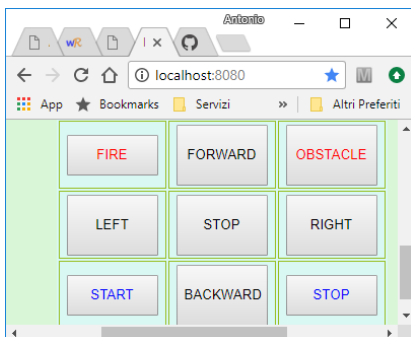 Antonio
wR
localhost:8080
M
App Bookmarks Servizi » Altri Preferiti
FIRE FORWARD OBSTACLE
LEFT STOP RIGHT
START BACKWARD STOP